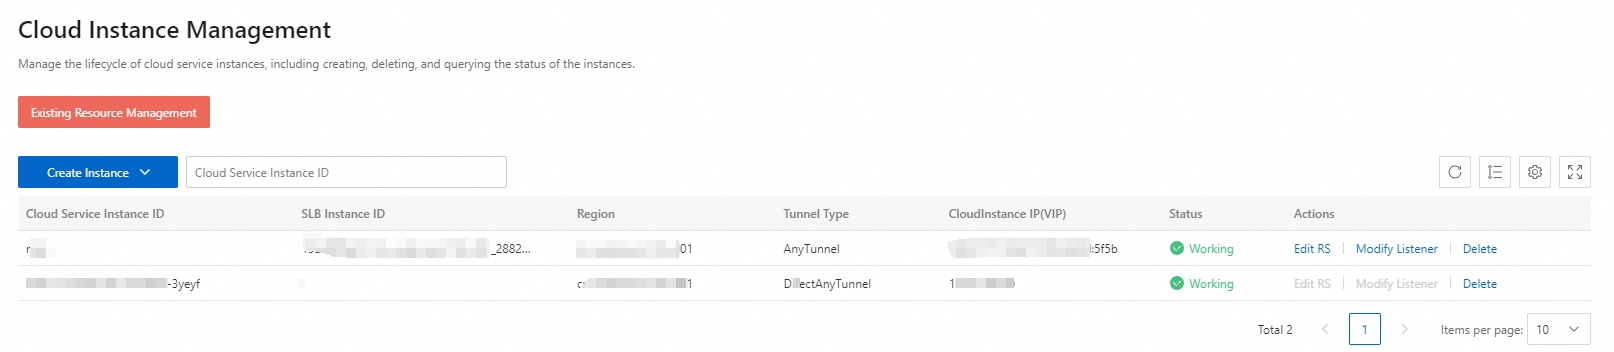 Cloud Instance Management
Manage the lifecycle of cloud service instances, including creating, deleting, and querying the status of the instances.
Existing Resource Management
Create Instance Cloud Service Instance ID
Cloud Service Instance ID SLB Instance ID Region Tunnel Type CloudInstance IP(VIP) Status Actions
_2882... 01 AnyTunnel :5f5b Working Edit RS Modify Listener Delete
-3yeyf 1 Working Edit RS Modify Listener Delete
Total 2 1 Items per page: 10